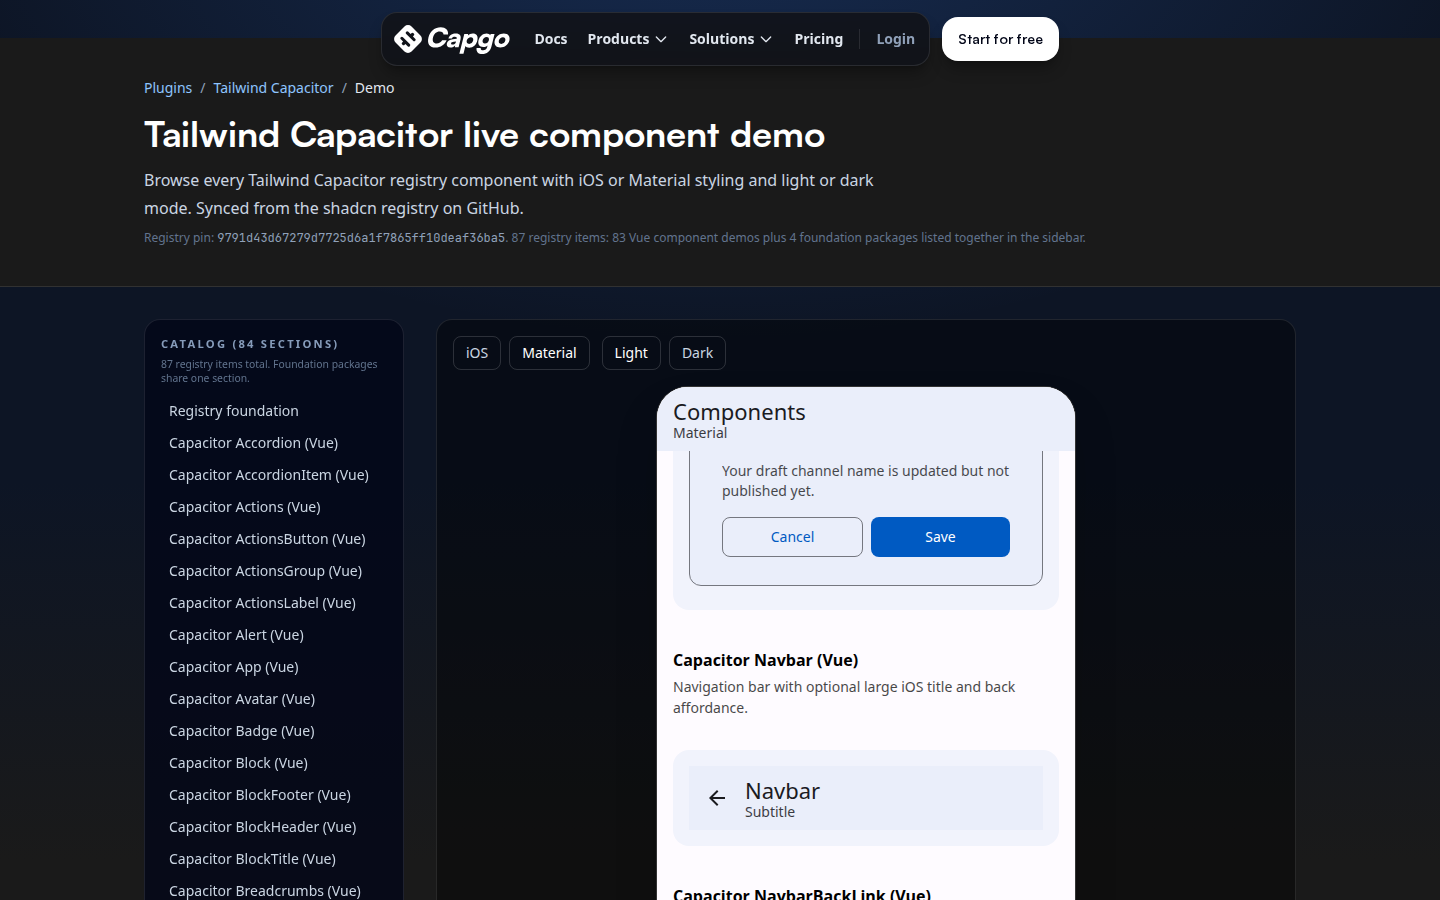 Capgo
Docs
Products
Solutions
Pricing
Login
Start for free
Plugins / Tailwind Capacitor / Demo
Tailwind Capacitor live component demo
Browse every Tailwind Capacitor registry component with iOS or Material styling and light or dark
mode. Synced from the shadcn registry on GitHub.
Registry pin: 9791d43d67279d7725d6a1f7865ff10deaf36ba5. 87 registry items: 83 Vue component demos plus 4 foundation packages listed together in the sidebar.
CATALOG (84 SECTIONS)
87 registry items total. Foundation packages
share one section.
Registry foundation
Capacitor Accordion (Vue)
Capacitor AccordionItem (Vue)
Capacitor Actions (Vue)
Capacitor ActionsButton (Vue)
Capacitor ActionsGroup (Vue)
Capacitor ActionsLabel (Vue)
Capacitor Alert (Vue)
Capacitor App (Vue)
Capacitor Avatar (Vue)
Capacitor Badge (Vue)
Capacitor Block (Vue)
Capacitor BlockFooter (Vue)
Capacitor BlockHeader (Vue)
Capacitor BlockTitle (Vue)
Capacitor Breadcrumbs (Vue)
iOS
Material
Light
Dark
Components
Material
Your draft channel name is updated but not
published yet.
Cancel
Save
Capacitor Navbar (Vue)
Navigation bar with optional large iOS title and back
affordance.
Navbar
Subtitle
Capacitor NavbarBackLink (Vue)